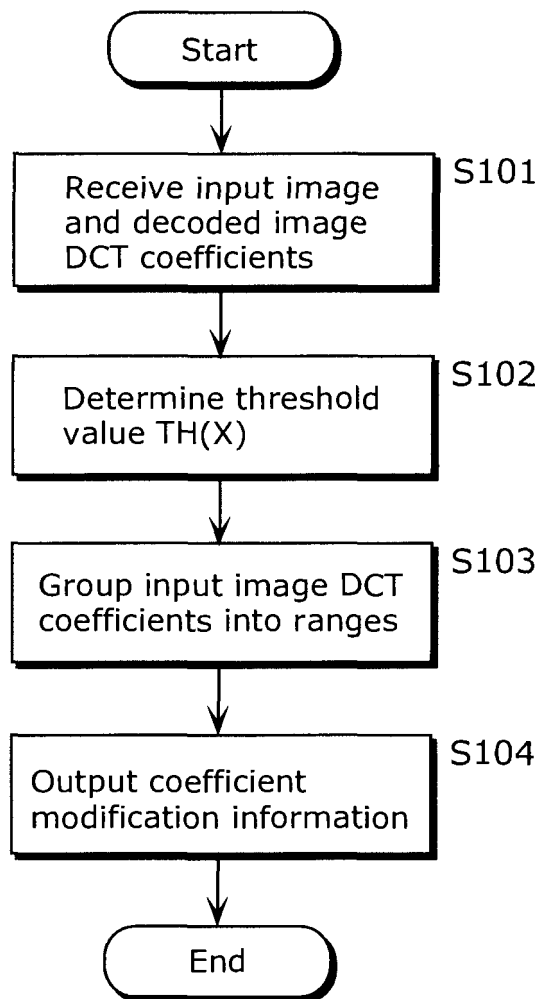 Start
S101
Receive input image
and decoded image
DCT coefficients
S102
Determine threshold
value TH(X)
S103
Group input image DCT
coefficients into ranges
S104
Output coefficient
modification information
End